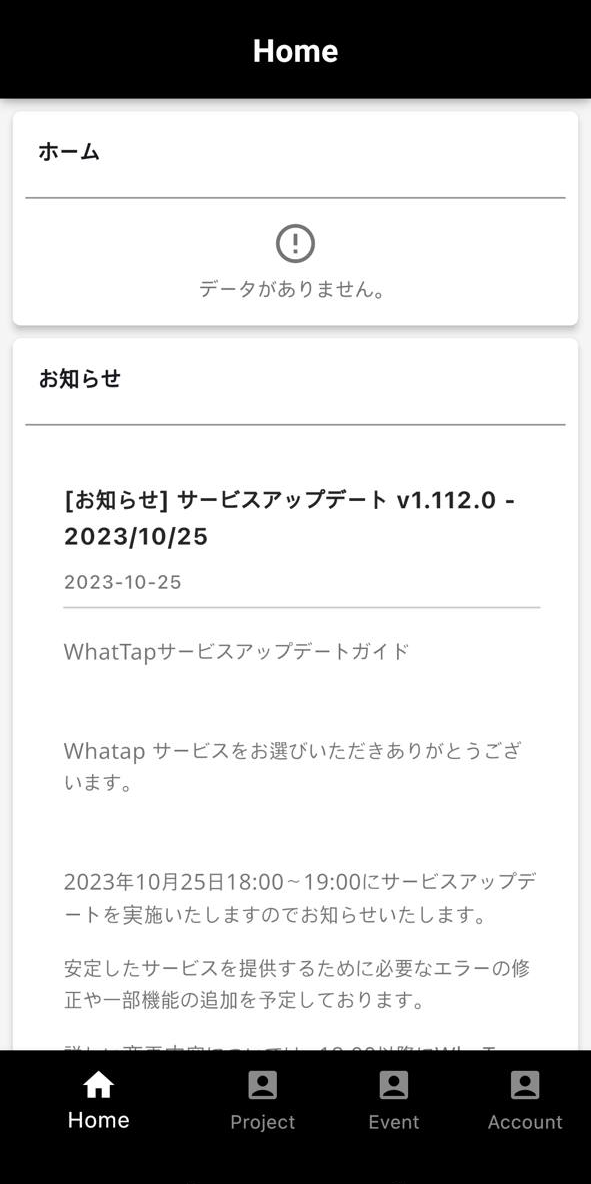 Home
ホーム
データがありません。
お知らせ
[お知らせ] サービスアップデート v1.112.0 -
2023/10/25
2023-10-25
WhatTapサービスアップデートガイド
Whatap サービスをお選びいただきありがとうござ
います。
2023年10月25日18:00~19:00にサービスアップデ
ートを実施いたしますのでお知らせいたします。
安定したサービスを提供するために必要なエラーの修
正や一部機能の追加を予定しております。
Home
Project
Event
Account